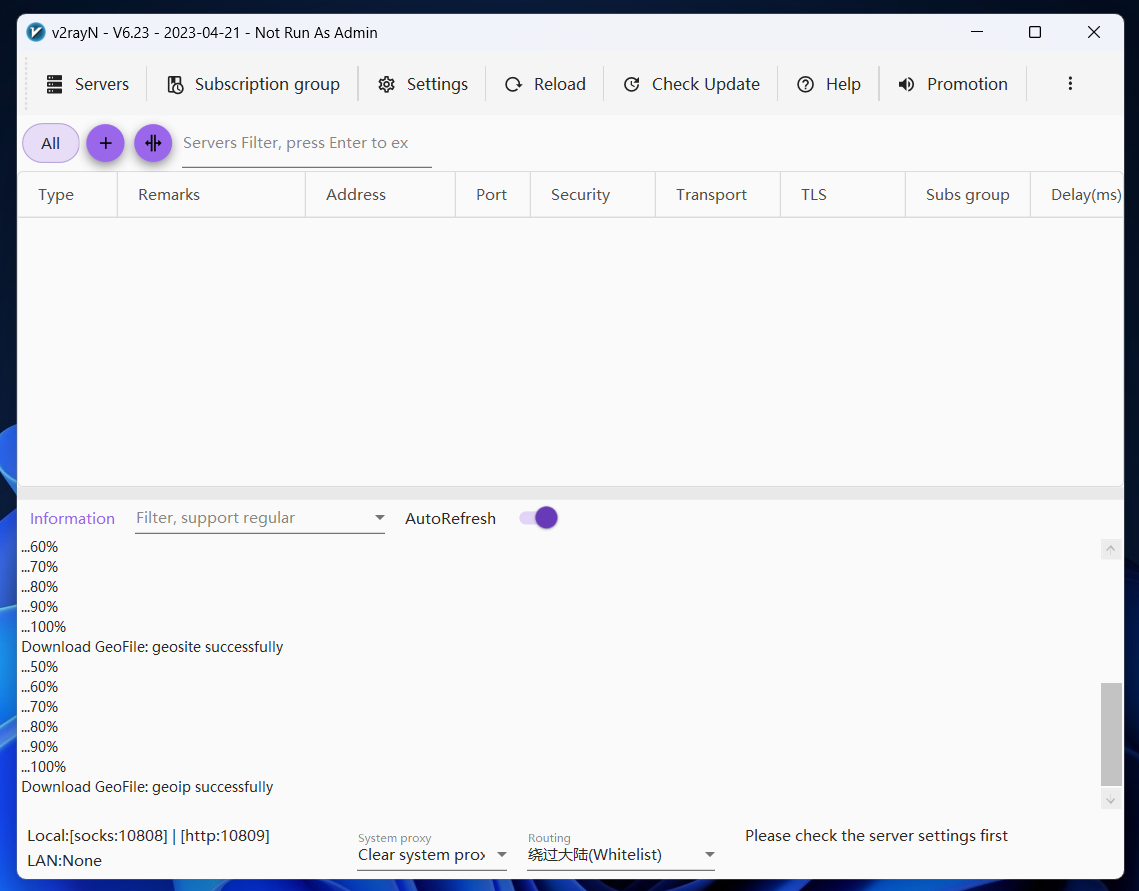 v2rayN - V6.23 - 2023-04-21 - Not Run As Admin
Servers Subscription group Settings Reload Check Update Help Promotion
All Servers Filter, press Enter to ex
Type Remarks Address Port Security Transport TLS Subs group Delay(ms)
Information Filter, support regular AutoRefresh
...60%
...70%
...80%
...90%
...100%
Download GeoFile: geosite successfully
...50%
...60%
...70%
...80%
...90%
...100%
Download GeoFile: geoip successfully
Local:[socks:10808] | [http:10809]
LAN:None
System proxy
Clear system prox
Routing
绕过大陆(Whitelist)
Please check the server settings first